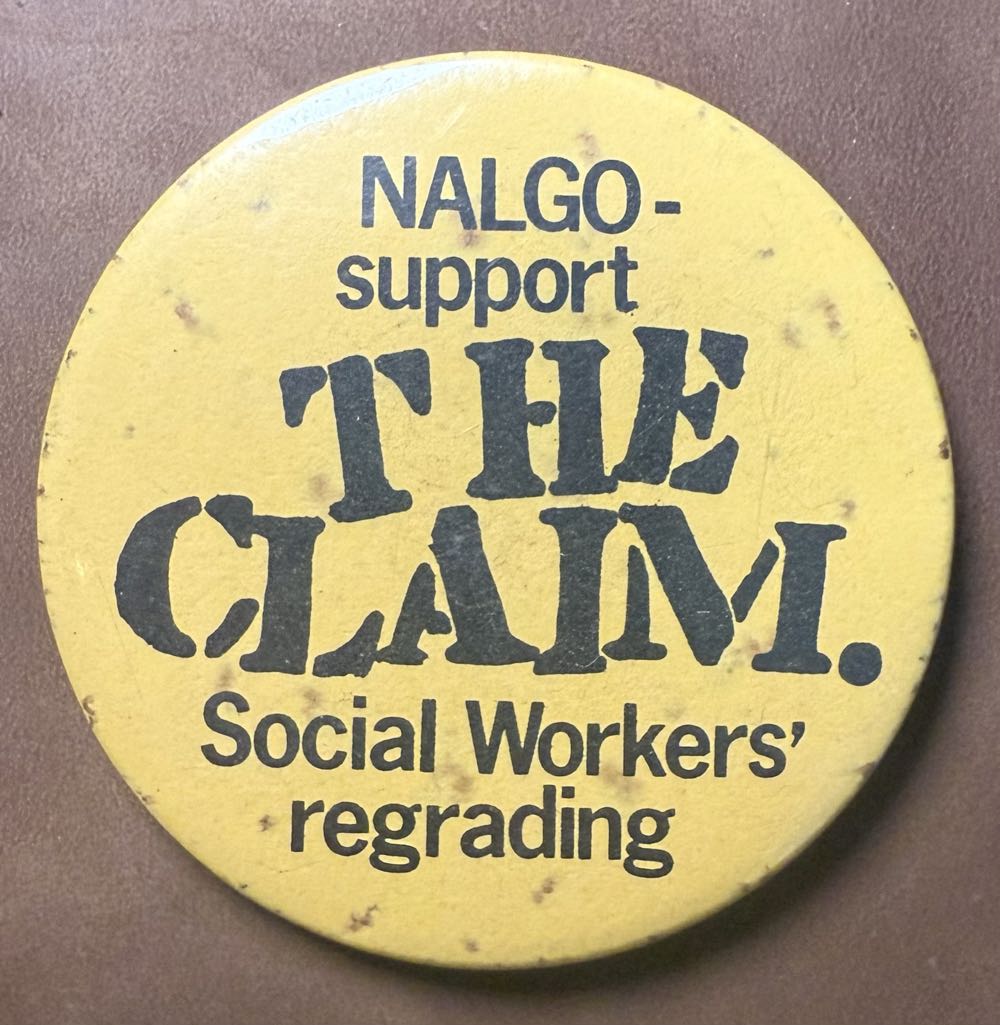 NALGO-
support
THE
CLAIM.
Social Workers'
regrading